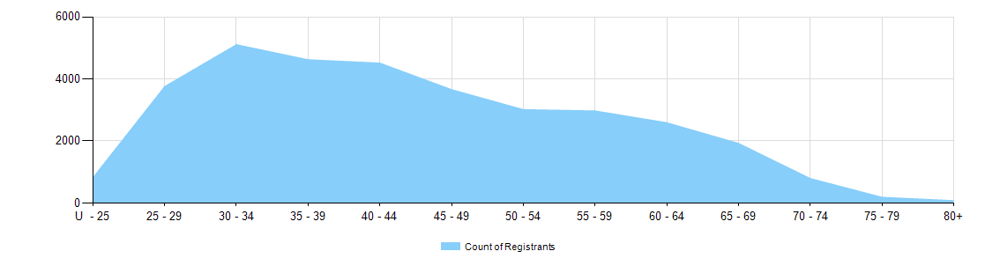 6000
4000
2000
0
U - 25 25 - 29 30 - 34 35 - 39 40 - 44 45 - 49 50 - 54 55 - 59 60 - 64 65 - 69 70 - 74 75 - 79 80+
Count of Registrants